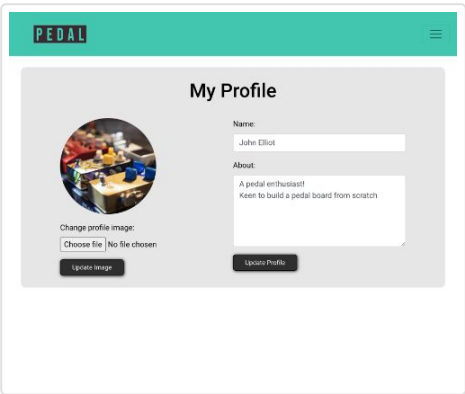 PEDAL
My Profile
Change profile image:
Choose file No file chosen
Update Image
Name:
John Elliot
About:
A pedal enthusiast!
Keen to build a pedal board from scratch
Update Profile